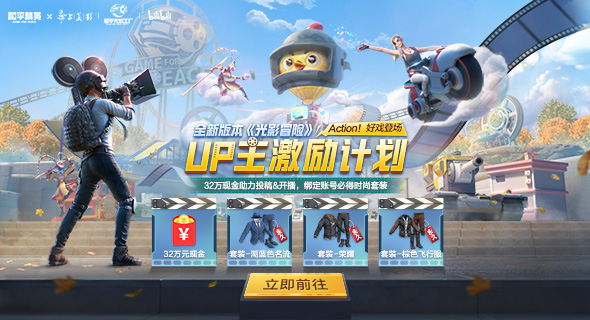 和平精英
GAME FOR PEACE
bilibili
GAME FOR PEACE
全新版本《光影冒险》 Action! 好戏登场
UP主激励计划
32万现金助力投稿&开播,绑定账号必得时尚套装
¥
32万元现金
套装-湖蓝色名流
套装-荣耀
套装-棕色飞行服
立即前往